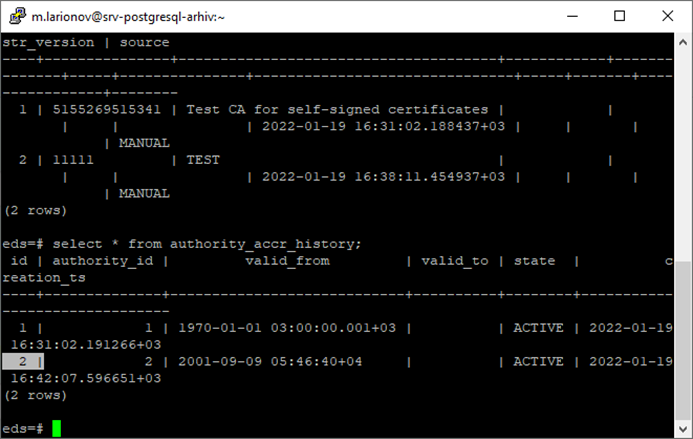 m.larionov@srv-postgresql-arhiv:~
str_version | source
----+---------------+-------------------------------------+------------+------
-------+-----+---------------+------------------------------+-----+-------+----
------------+--------
1 | 5155269515341 | Test CA for self-signed certificates | |
| | | 2022-01-19 16:31:02.188437+03 | | |
| MANUAL
2 | 11111 | TEST | |
| | | 2022-01-19 16:38:11.454937+03 | | |
| MANUAL
(2 rows)
eds=# select * from authority_accr_history;
id | authority_id | valid_from | valid_to | state | c
reation_ts
----+--------------+---------------------------+----------+--------+-----------
-------------------
1 | 1 | 1970-01-01 03:00:00.001+03 | | ACTIVE | 2022-01-19
16:31:02.191266+03
2 | 2 | 2001-09-09 05:46:40+04 | | ACTIVE | 2022-01-19
16:42:07.596651+03
(2 rows)
eds=#